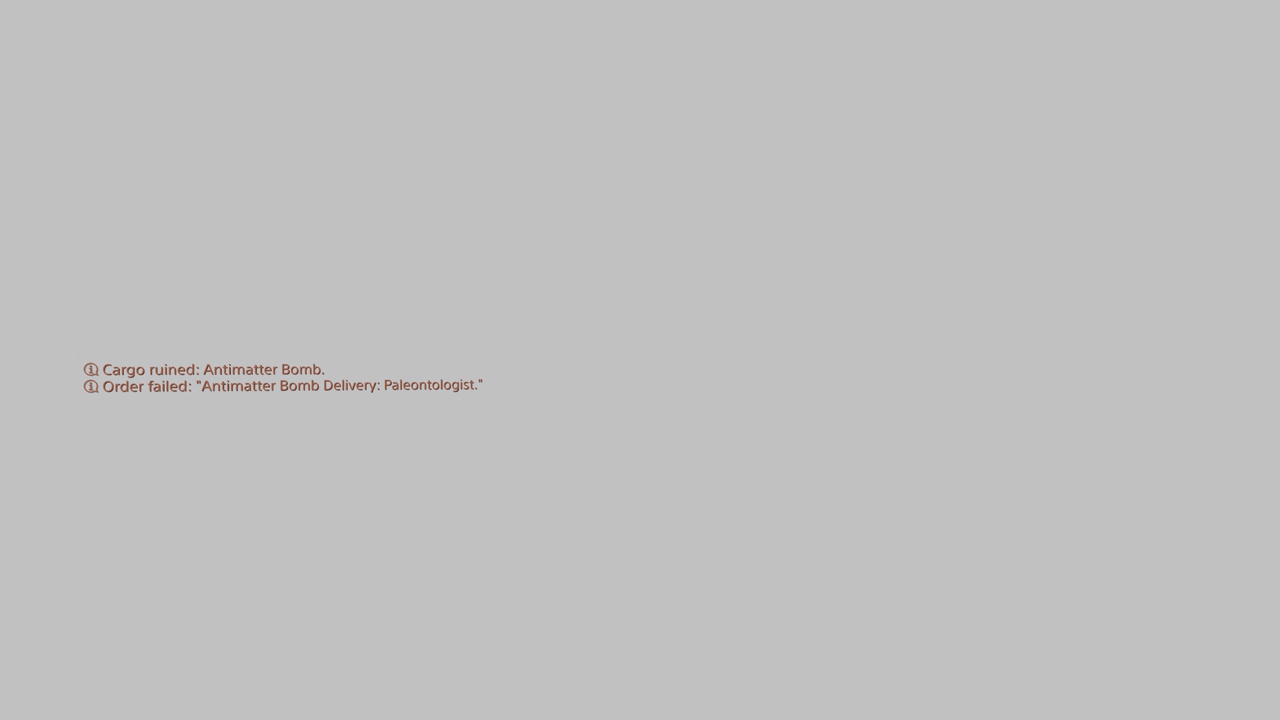 Cargo ruined: Antimatter Bomb.
Order failed: "Antimatter Bomb Delivery: Paleontologist."